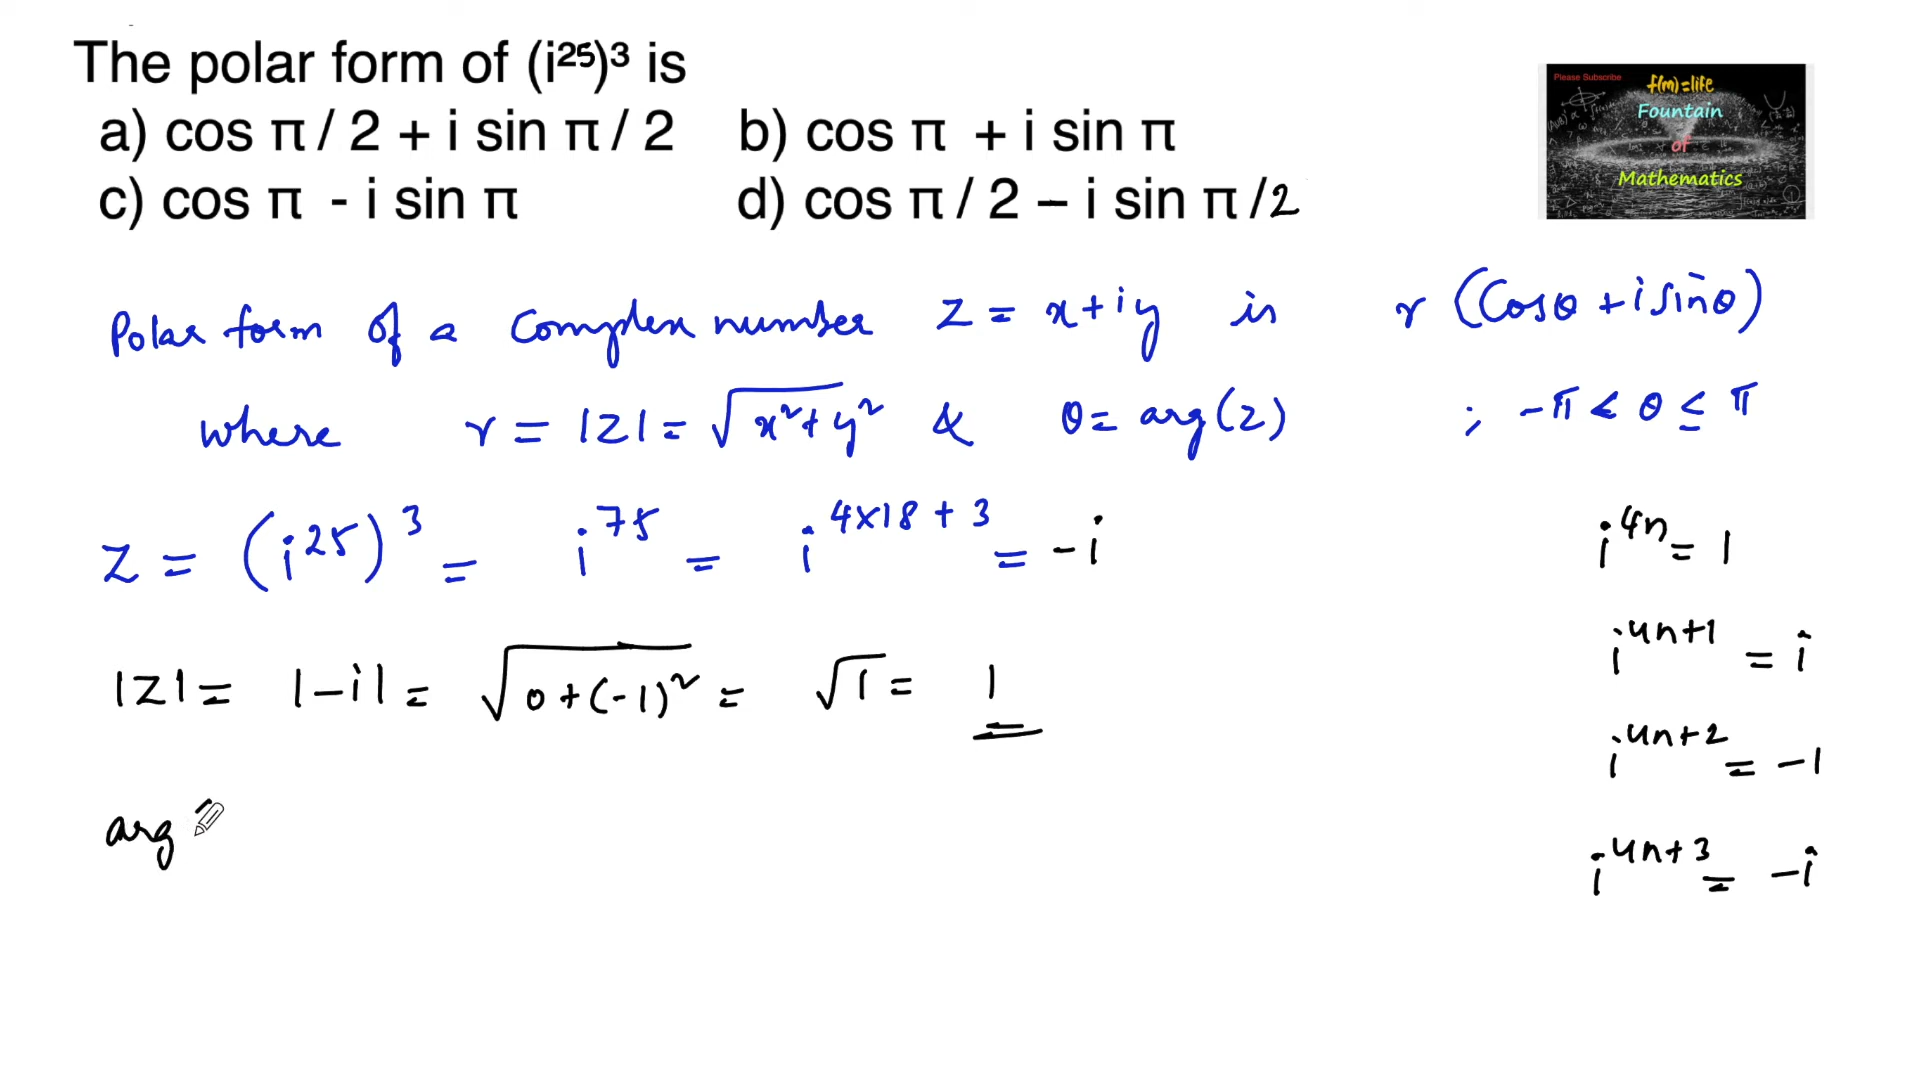 The polar form of (i²⁵)³ is
a) cos π / 2 + i sin π / 2 b) cos π + i sin π
c) cos π - i sin π d) cos π / 2 – i sin π /2
Please Subscribe
f(m)=life
Fountain
of
Mathematics
Polar form of a Complex number z = x+iy is r (Cosθ + i sinθ)
where r = |z| = √(x²+y²) & θ = arg(z) ; -π < θ ≤ π
z = (i²⁵)³ = i⁷⁵ = i^(4×18+3) = -i
i^(4n) = 1
i^(4n+1) = i
|z| = |-i| = √(0+(-1)²) = √1 = 1
i^(4n+2) = -1
arg
i^(4n+3) = -i